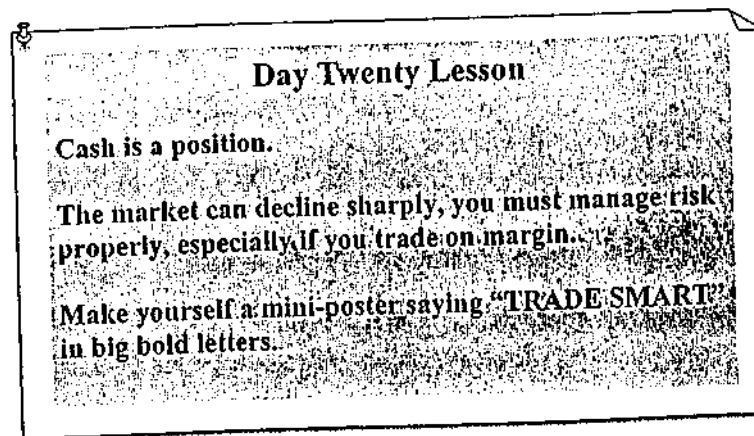 Day Twenty Lesson
Cash is a position.
The market can decline sharply, you must manage risk
properly, especially if you trade on margin.
Make yourself a mini-poster saying "TRADE SMART"
in big bold letters.